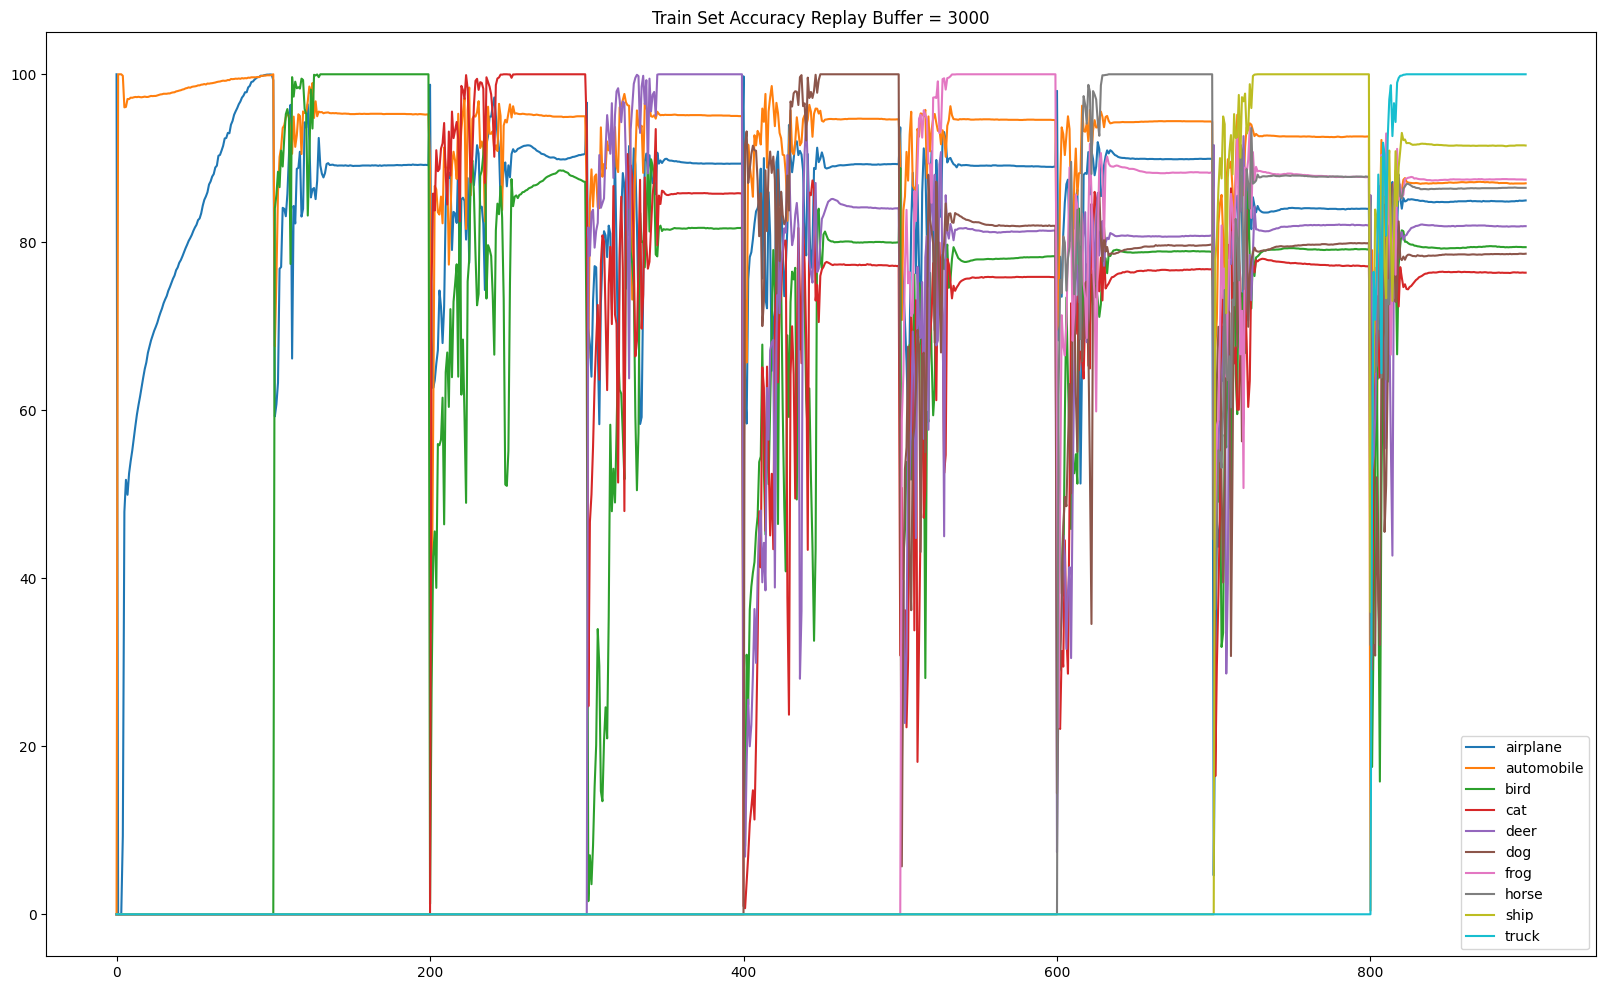 Train Set Accuracy Replay Buffer = 3000
100
80
60
40
20
0
0
200
400
600
800
airplane
automobile
bird
cat
deer
dog
frog
horse
ship
truck